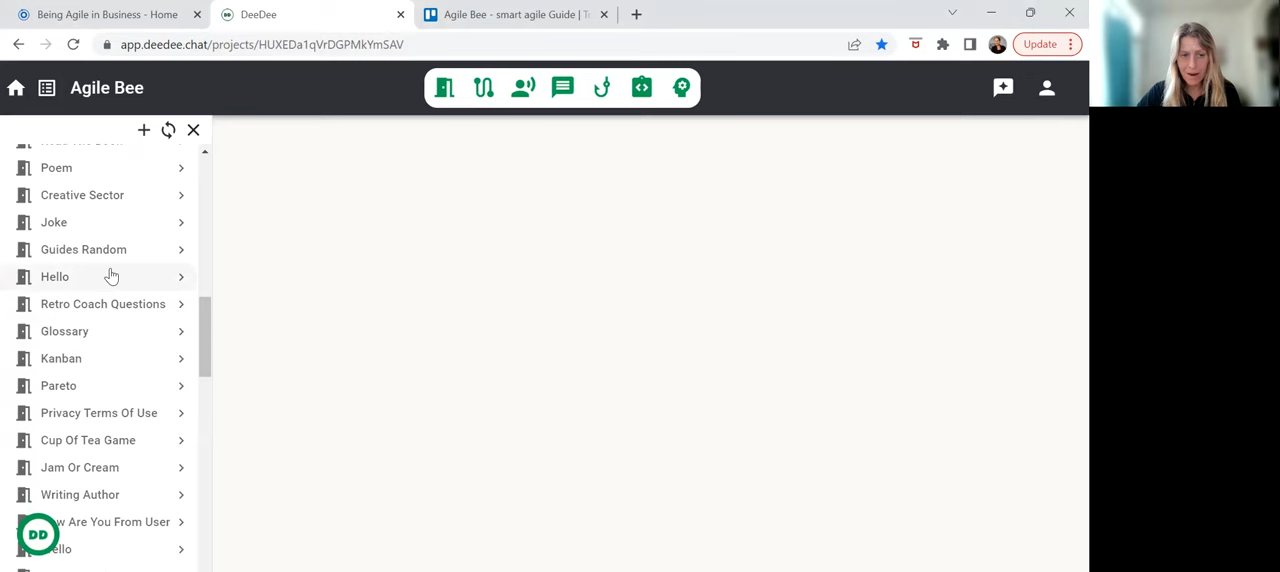 Being Agile in Business - Home
DeeDee
Agile Bee - smart agile Guide | Tr
app.deedee.chat/projects/HUXEDa1qVrDGPMkYmSAV
Update
Agile Bee
Poem
Creative Sector
Joke
Guides Random
Hello
Retro Coach Questions
Glossary
Kanban
Pareto
Privacy Terms Of Use
Cup Of Tea Game
Jam Or Cream
Writing Author
w Are You From User
ello
DD